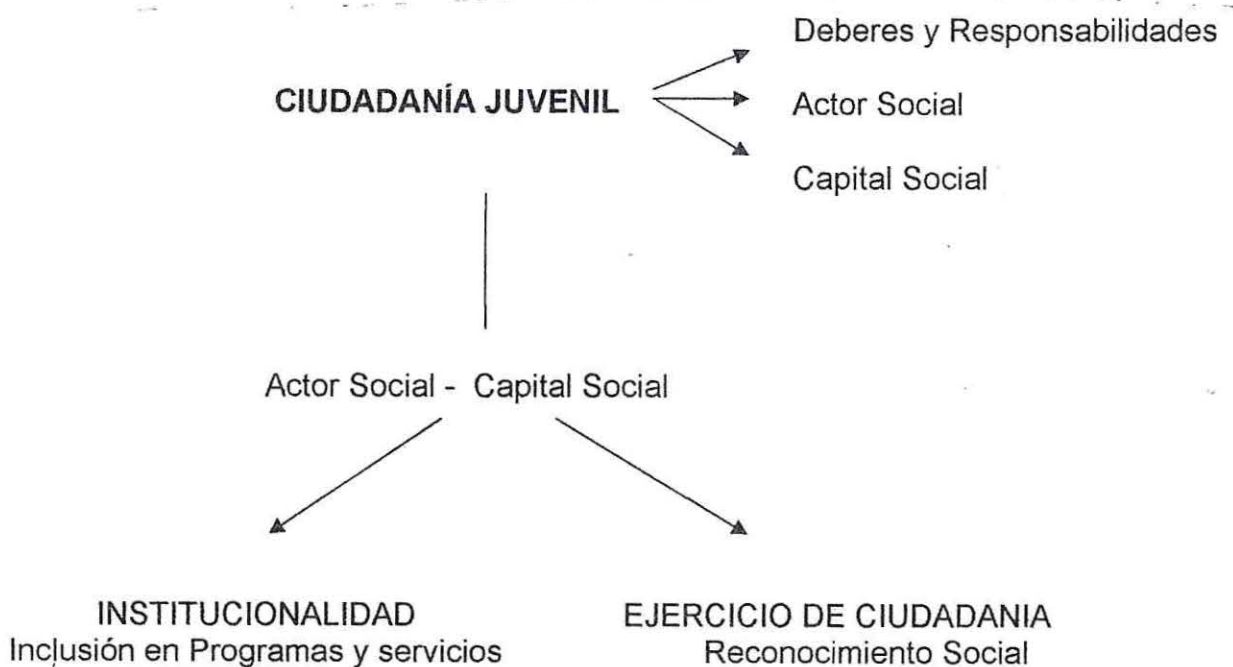 Deberes y Responsabilidades
CIUDADANÍA JUVENIL
Actor Social
Capital Social
Actor Social - Capital Social
INSTITUCIONALIDAD
Inclusión en Programas y servicios
EJERCICIO DE CIUDADANIA
Reconocimiento Social